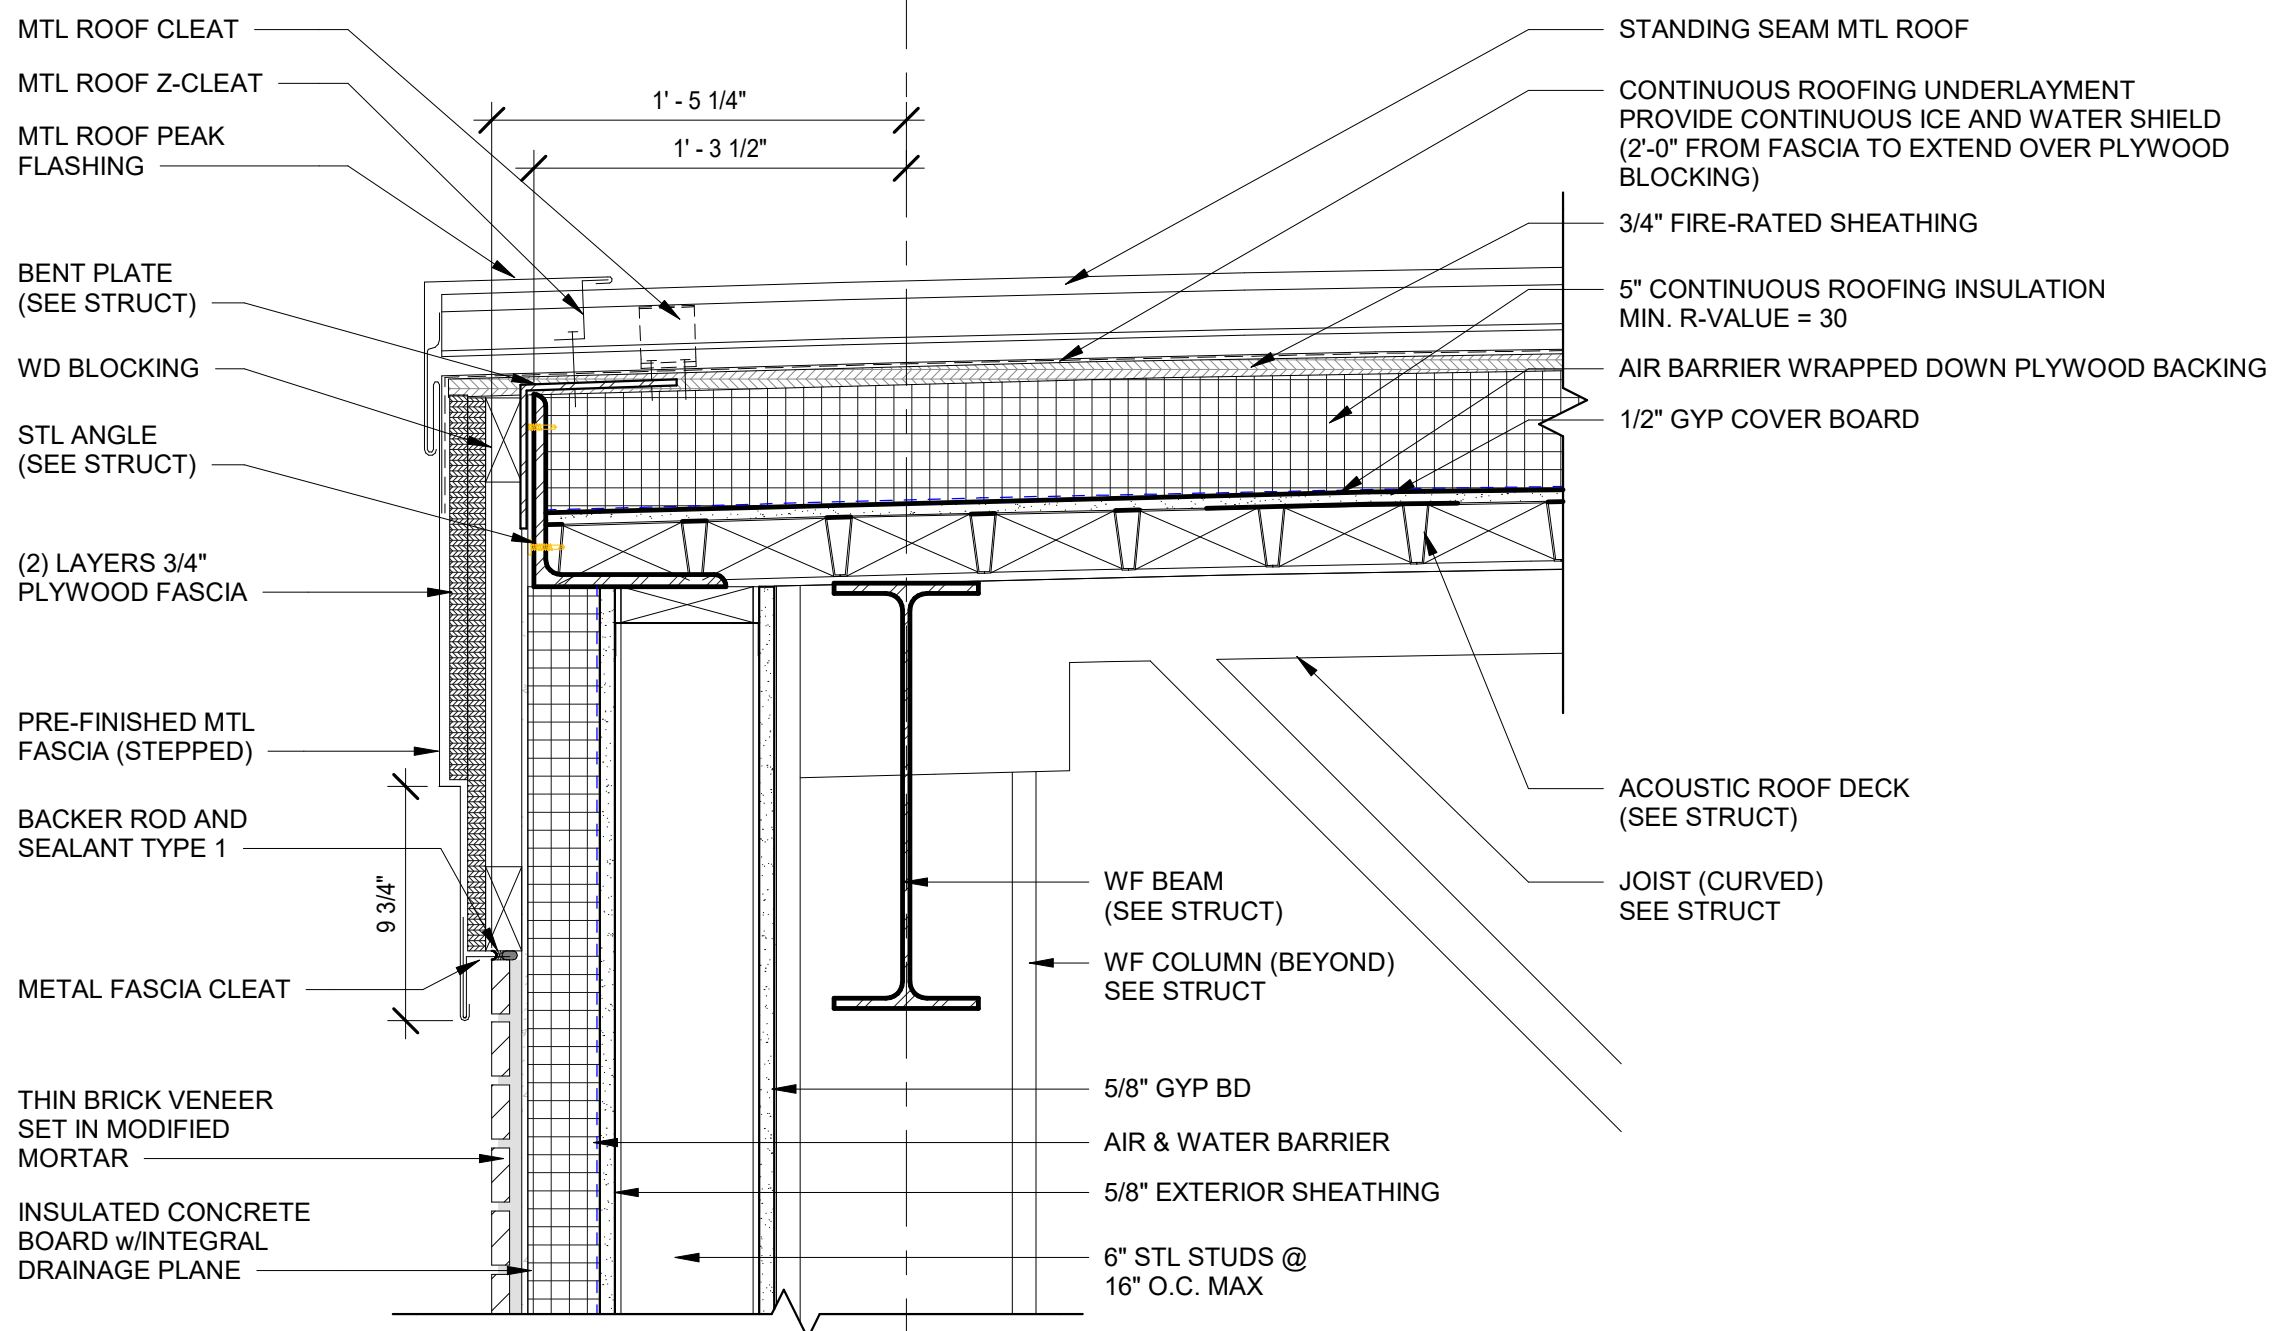 MTL ROOF CLEAT
MTL ROOF Z-CLEAT
MTL ROOF PEAK
FLASHING
BENT PLATE
(SEE STRUCT)
WD BLOCKING
STL ANGLE
(SEE STRUCT)
(2) LAYERS 3/4"
PLYWOOD FASCIA
PRE-FINISHED MTL
FASCIA (STEPPED)
BACKER ROD AND
SEALANT TYPE 1
METAL FASCIA CLEAT
THIN BRICK VENEER
SET IN MODIFIED
MORTAR
INSULATED CONCRETE
BOARD w/INTEGRAL
DRAINAGE PLANE
1' - 5 1/4"
1' - 3 1/2"
9 3/4"
WF BEAM
(SEE STRUCT)
WF COLUMN (BEYOND)
SEE STRUCT
5/8" GYP BD
AIR & WATER BARRIER
5/8" EXTERIOR SHEATHING
6" STL STUDS @
16" O.C. MAX
STANDING SEAM MTL ROOF
CONTINUOUS ROOFING UNDERLAYMENT
PROVIDE CONTINUOUS ICE AND WATER SHIELD
(2'-0" FROM FASCIA TO EXTEND OVER PLYWOOD
BLOCKING)
3/4" FIRE-RATED SHEATHING
5" CONTINUOUS ROOFING INSULATION
MIN. R-VALUE = 30
AIR BARRIER WRAPPED DOWN PLYWOOD BACKING
1/2" GYP COVER BOARD
ACOUSTIC ROOF DECK
(SEE STRUCT)
JOIST (CURVED)
SEE STRUCT